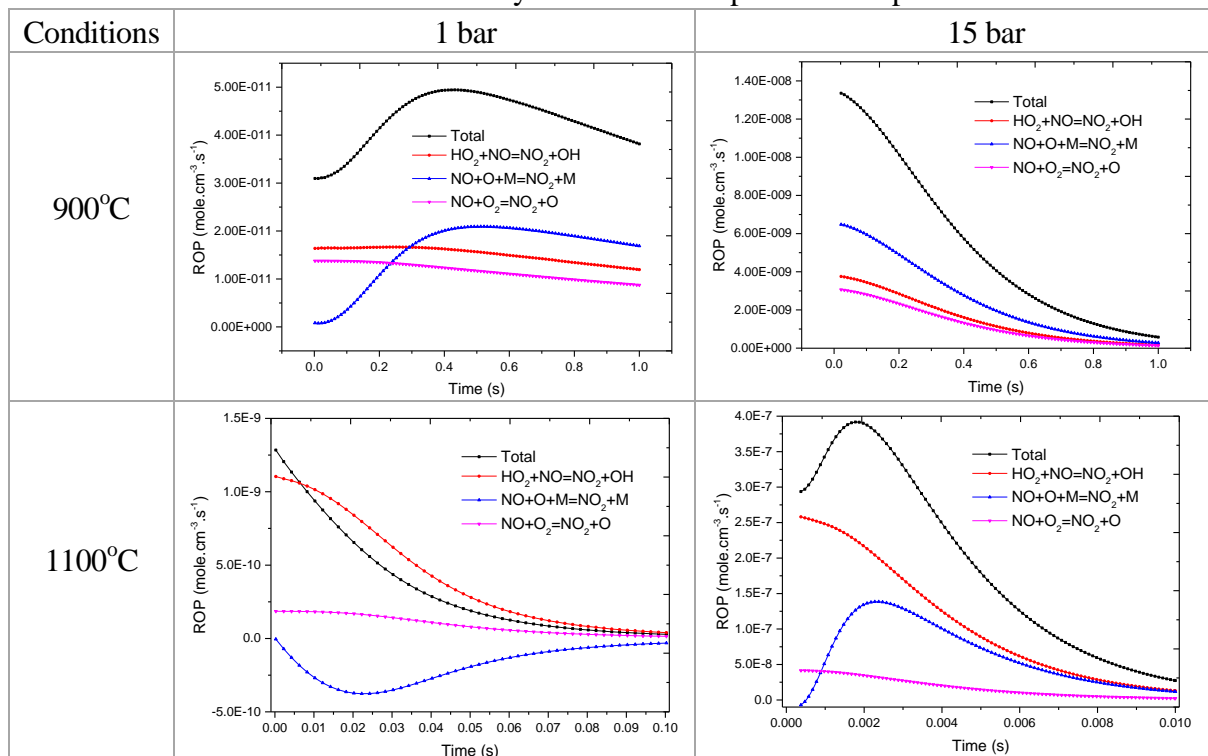 Conditions 1 bar 15 bar
900°C
ROP (mole.cm⁻³.s⁻¹)
5.00E-011
4.00E-011
3.00E-011
2.00E-011
1.00E-011
0.00E+000
Total
HO₂+NO=NO₂+OH
NO+O+M=NO₂+M
NO+O₂=NO₂+O
0.0 0.2 0.4 0.6 0.8 1.0
Time (s)
ROP (mole.cm⁻³.s⁻¹)
1.40E-008
1.20E-008
1.00E-008
8.00E-009
6.00E-009
4.00E-009
2.00E-009
0.00E+000
Total
HO₂+NO=NO₂+OH
NO+O+M=NO₂+M
NO+O₂=NO₂+O
0.0 0.2 0.4 0.6 0.8 1.0
Time (s)
1100°C
ROP (mole.cm⁻³.s⁻¹)
1.5E-9
1.0E-9
5.0E-10
0.0
-5.0E-10
Total
HO₂+NO=NO₂+OH
NO+O+M=NO₂+M
NO+O₂=NO₂+O
0.00 0.01 0.02 0.03 0.04 0.05 0.06 0.07 0.08 0.09 0.10
Time (s)
ROP (mole.cm⁻³.s⁻¹)
4.0E-7
3.5E-7
3.0E-7
2.5E-7
2.0E-7
1.5E-7
1.0E-7
5.0E-8
0.0
Total
HO₂+NO=NO₂+OH
NO+O+M=NO₂+M
NO+O₂=NO₂+O
0.000 0.002 0.004 0.006 0.008 0.010
Time (s)